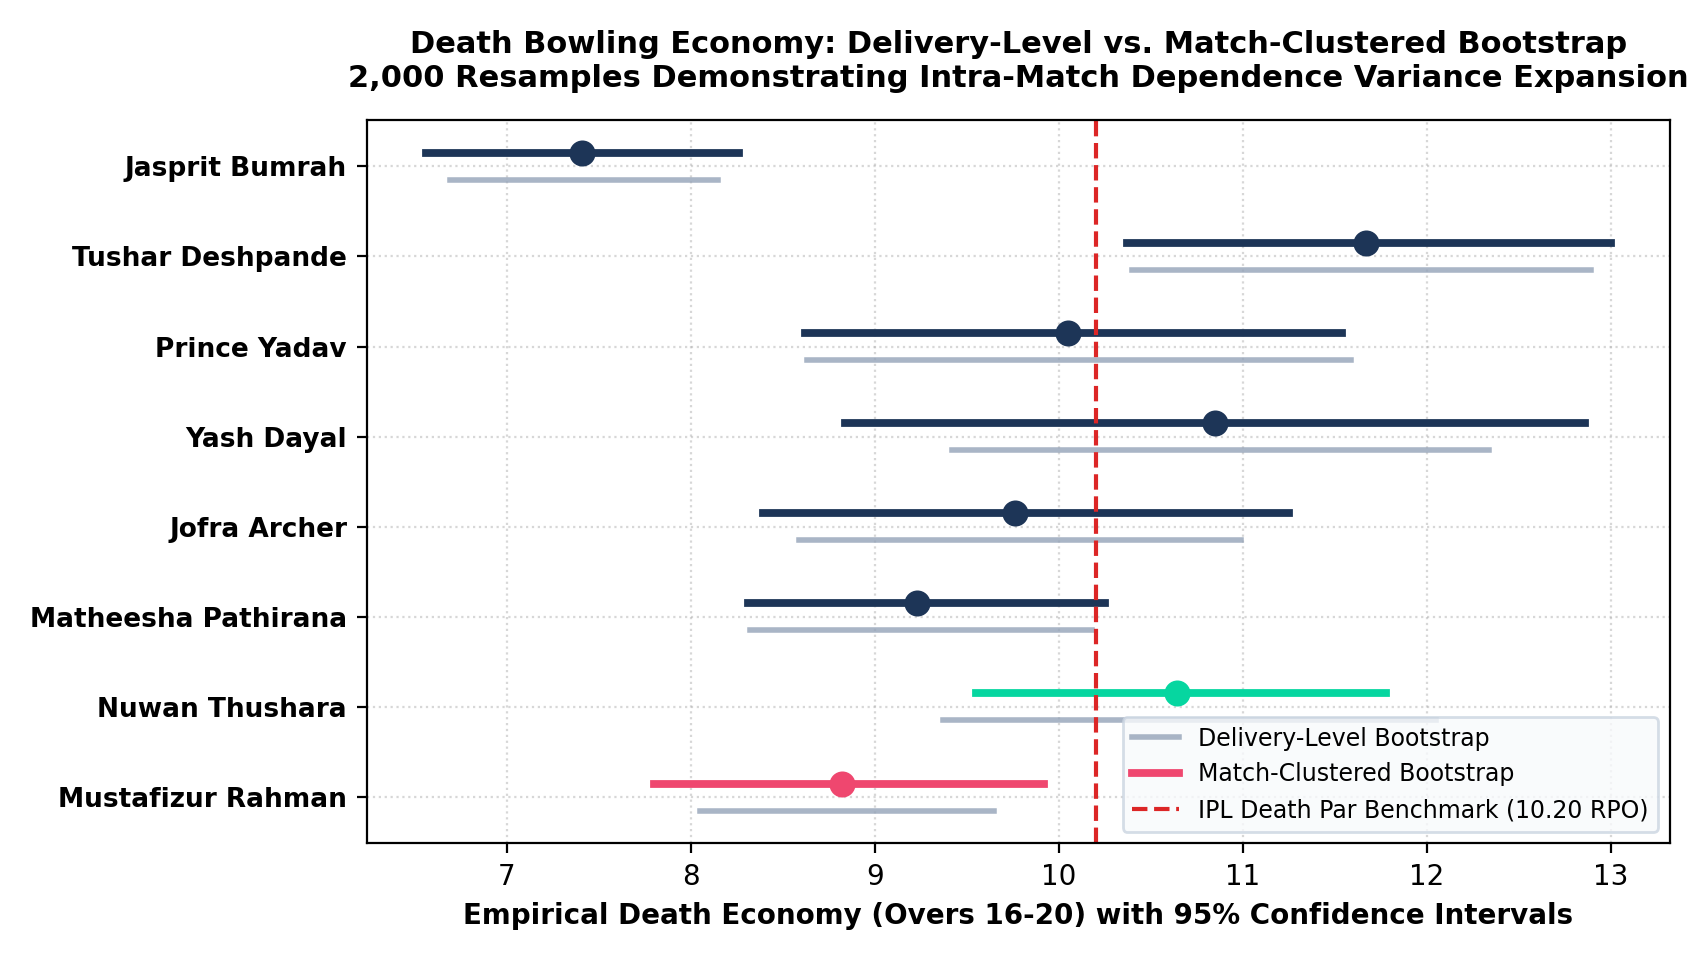 Death Bowling Economy: Delivery-Level vs. Match-Clustered Bootstrap
2,000 Resamples Demonstrating Intra-Match Dependence Variance Expansion
Jasprit Bumrah
Tushar Deshpande
Prince Yadav
Yash Dayal
Jofra Archer
Matheesha Pathirana
Nuwan Thushara
Mustafizur Rahman
Delivery-Level Bootstrap
Match-Clustered Bootstrap
IPL Death Par Benchmark (10.20 RPO)
7 8 9 10 11 12 13
Empirical Death Economy (Overs 16-20) with 95% Confidence Intervals